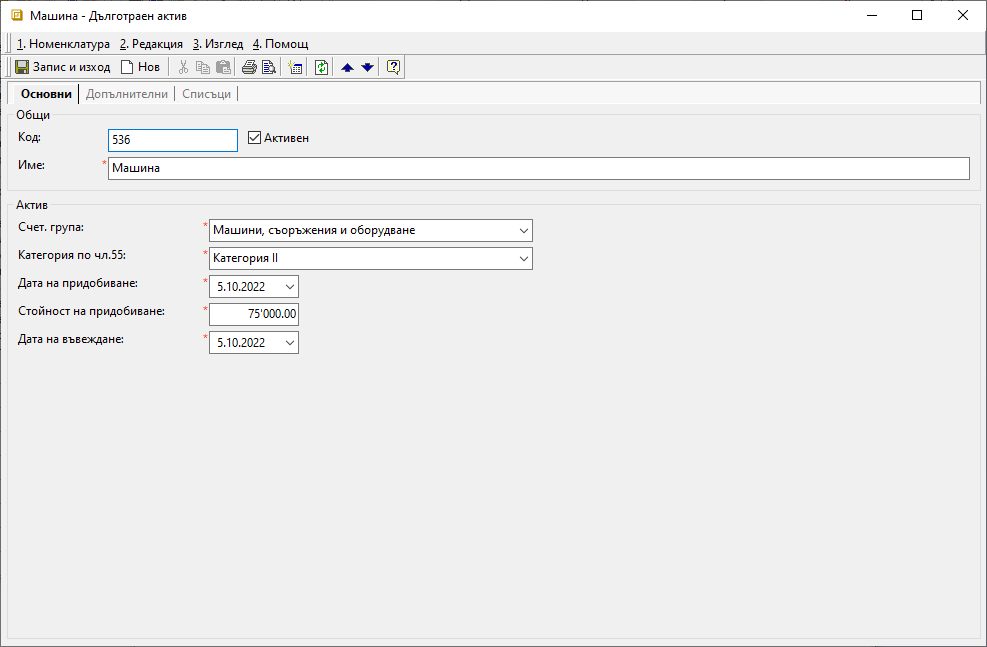 Машина - Дълготраен актив
1. Номенклатура 2. Редакция 3. Изглед 4. Помощ
Запис и изход Нов
Основни Допълнителни Списъци
Общи
Код: 536 Активен
Име: * Машина
Актив
Счет. група: * Машини, съоръжения и оборудване
Категория по чл.55: * Категория II
Дата на придобиване: * 5.10.2022
Стойност на придобиване: * 75'000.00
Дата на въвеждане: * 5.10.2022